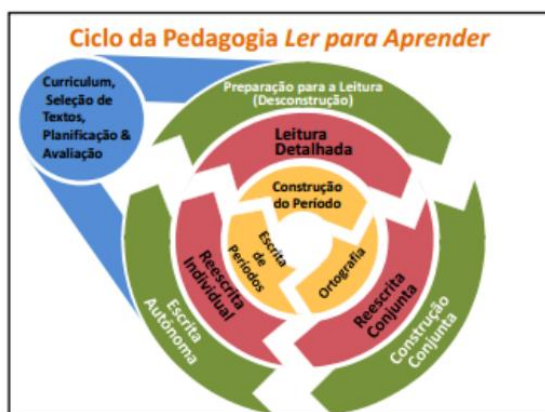 Ciclo da Pedagogia Ler para Aprender
Curriculum,
Seleção de
Textos,
Planificação &
Avaliação
Preparação para a Leitura
(Desconstrução)
Leitura
Detalhada
Construção
do Período
Escrita
de
Períodos
Ortografia
Reescrita
Individual
Reescrita
Conjunta
Escrita
Autónoma
Construção
Conjunta